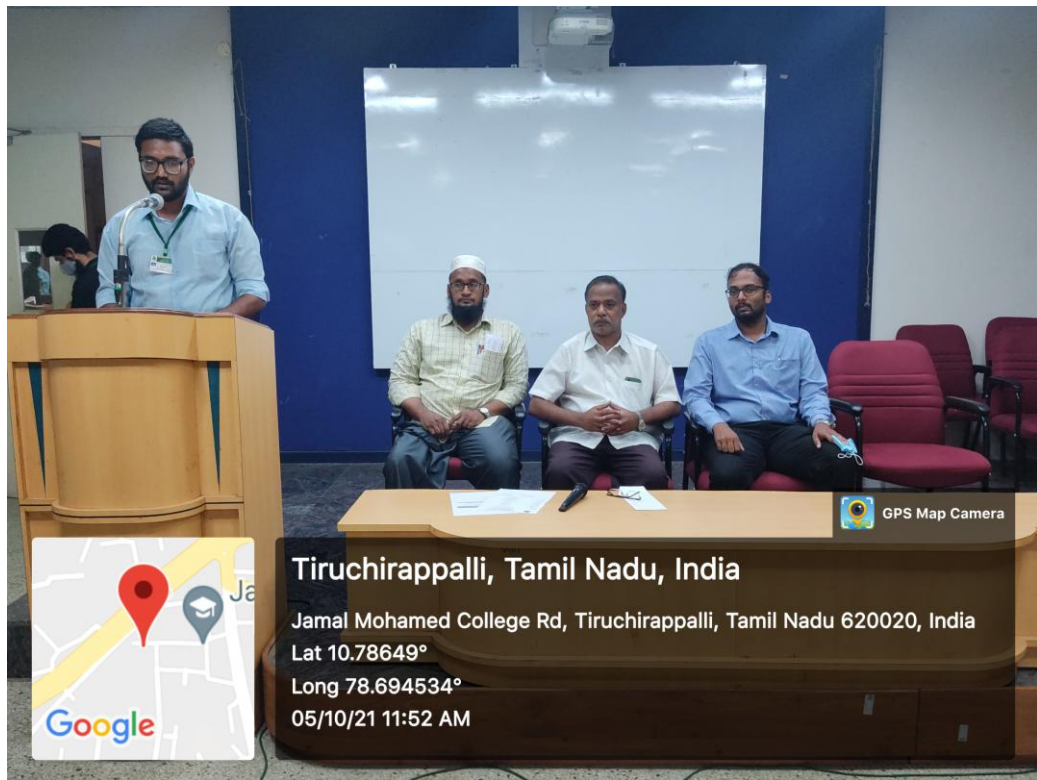 GPS Map Camera
Tiruchirappalli, Tamil Nadu, India
Jamal Mohamed College Rd, Tiruchirappalli, Tamil Nadu 620020, India
Lat 10.78649°
Long 78.694534°
05/10/21 11:52 AM
Ja
Google